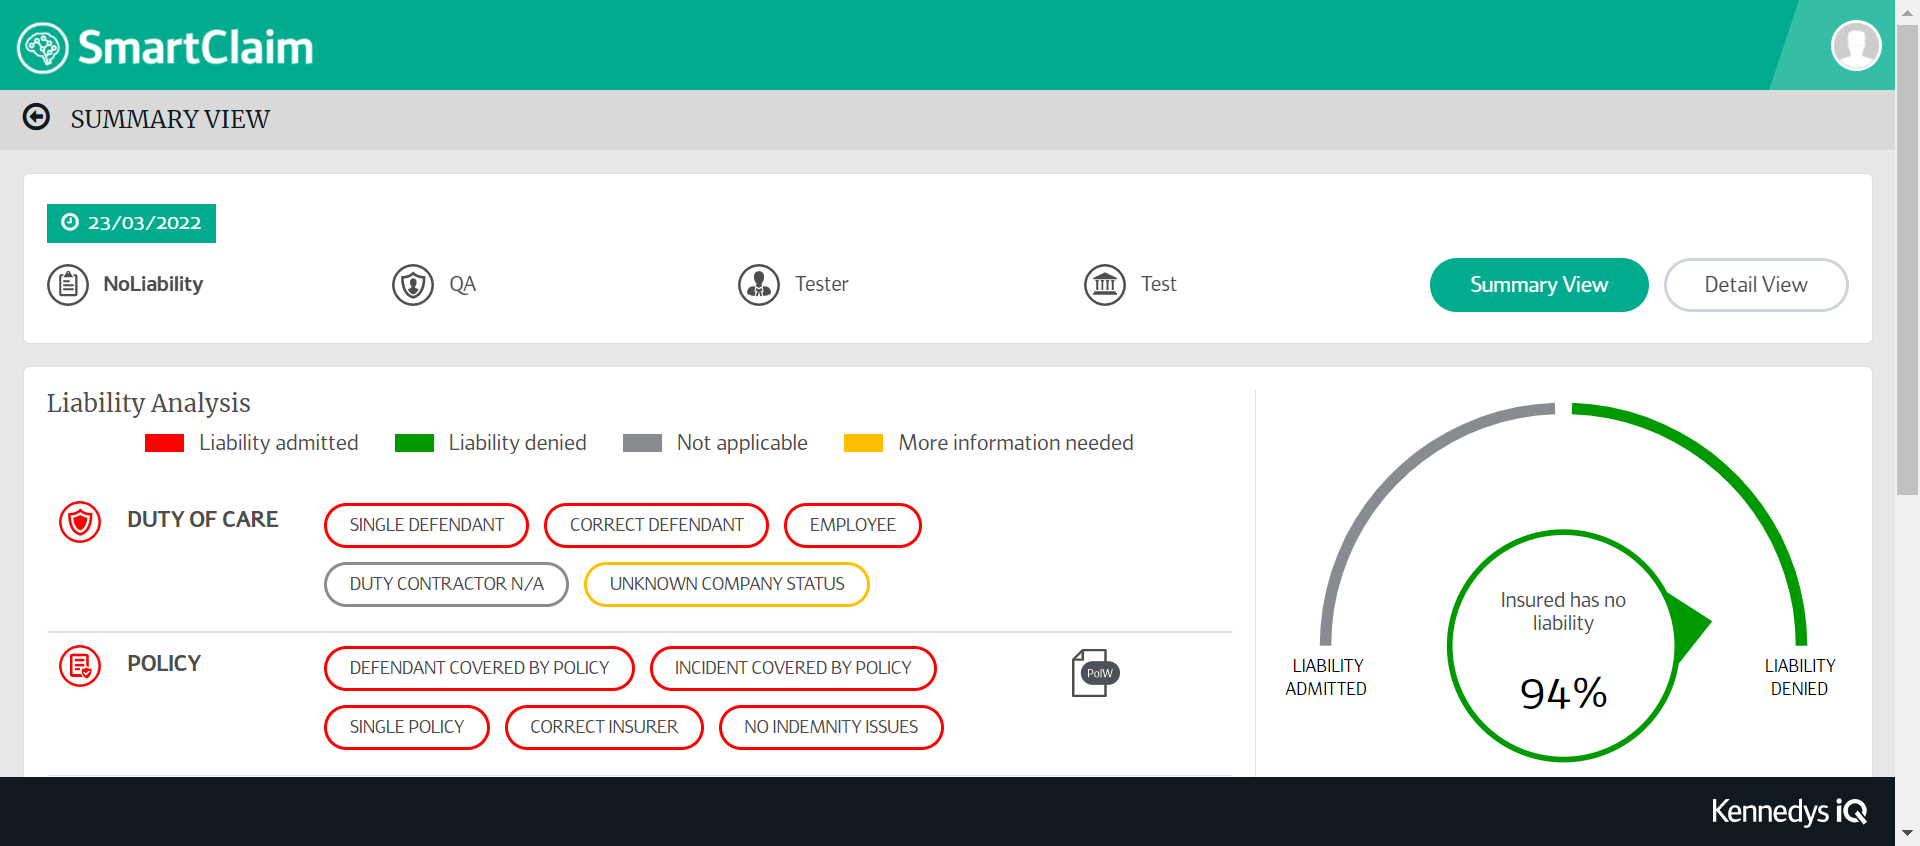 SmartClaim
SUMMARY VIEW
23/03/2022
NoLiability
QA
Tester
Test
Summary View
Detail View
Liability Analysis
Liability admitted
Liability denied
Not applicable
More information needed
DUTY OF CARE
SINGLE DEFENDANT
CORRECT DEFENDANT
EMPLOYEE
DUTY CONTRACTOR N/A
UNKNOWN COMPANY STATUS
POLICY
DEFENDANT COVERED BY POLICY
INCIDENT COVERED BY POLICY
PolW
SINGLE POLICY
CORRECT INSURER
NO INDEMNITY ISSUES
Insured has no
liability
94%
LIABILITY
ADMITTED
LIABILITY
DENIED
Kennedys iQ